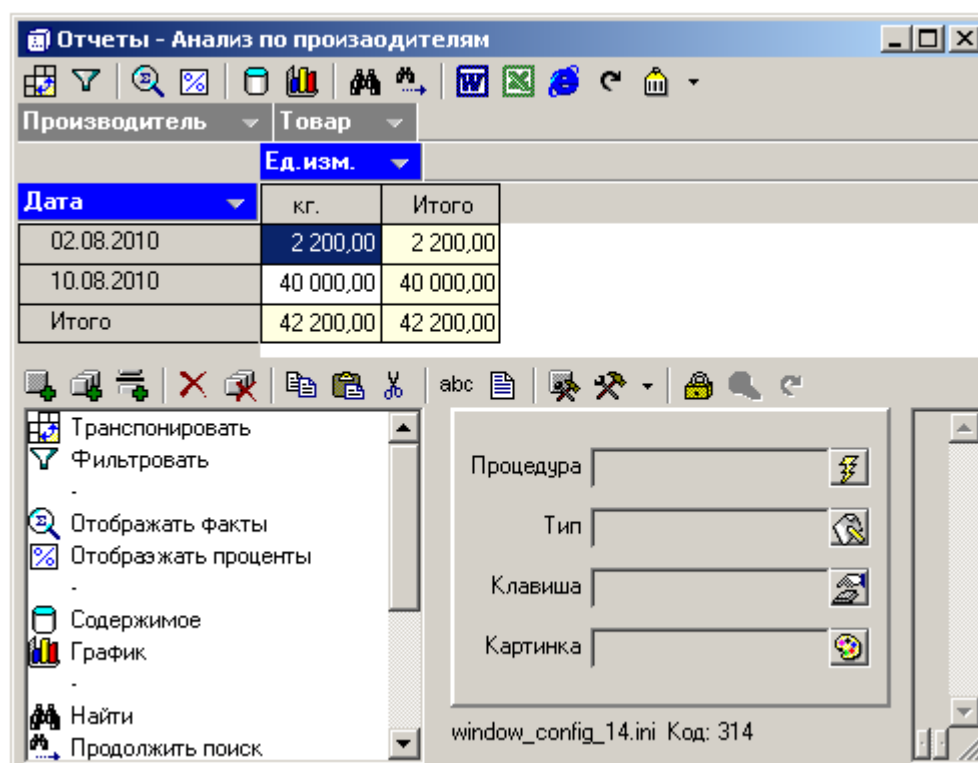 Отчеты - Анализ по произаодителям
Производитель Товар
Ед.изм.
Дата кг. Итого
02.08.2010 2 200,00 2 200,00
10.08.2010 40 000,00 40 000,00
Итого 42 200,00 42 200,00
abc
Транспонировать
Фильтровать
-
Отображать факты
Отобраэжать проценты
-
Содержимое
График
-
Найти
Продолжить поиск
Процедура
Тип
Клавиша
Картинка
window_config_14.ini Код: 314